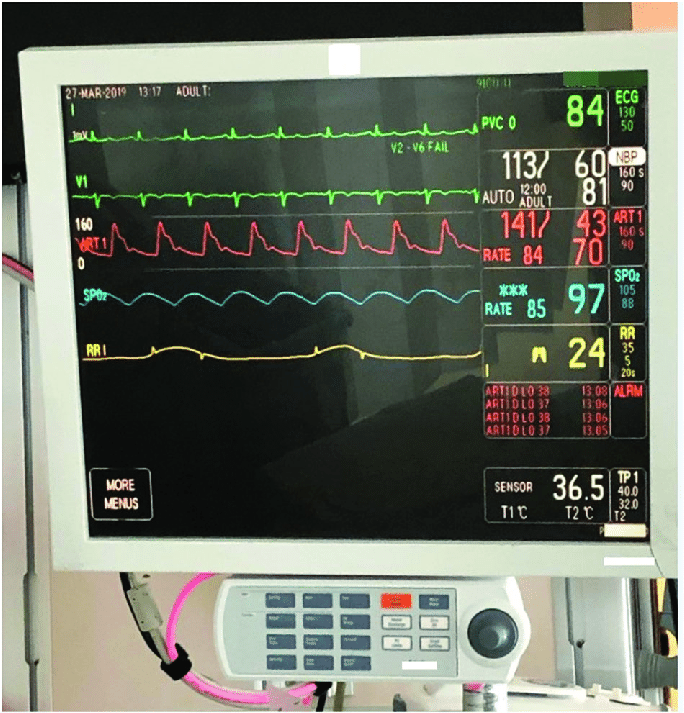 27-MAR-2019 13:17 ADULT:
I
1mV
V2 - V6 FAIL
V1
160
ART 1
0
SPO₂
RR I
PVC 0 84 ECG
130
50
113/ 60 NBP
AUTO 12:00 ADULT 81 160 s
90
141/ 43 ART 1
RATE 84 70 160 s
90
*** 97 SPO₂
RATE 85 105
88
24 RR
35
5
20s
ART1 D LO 38 13:08 ALRM
ART1 D LO 37 13:06
ART1 D LO 38 13:06
ART1 D LO 37 13:05
MORE
MENUS
SENSOR 36.5 TP 1
40.0
32.0
T1 °C T2 °C T2